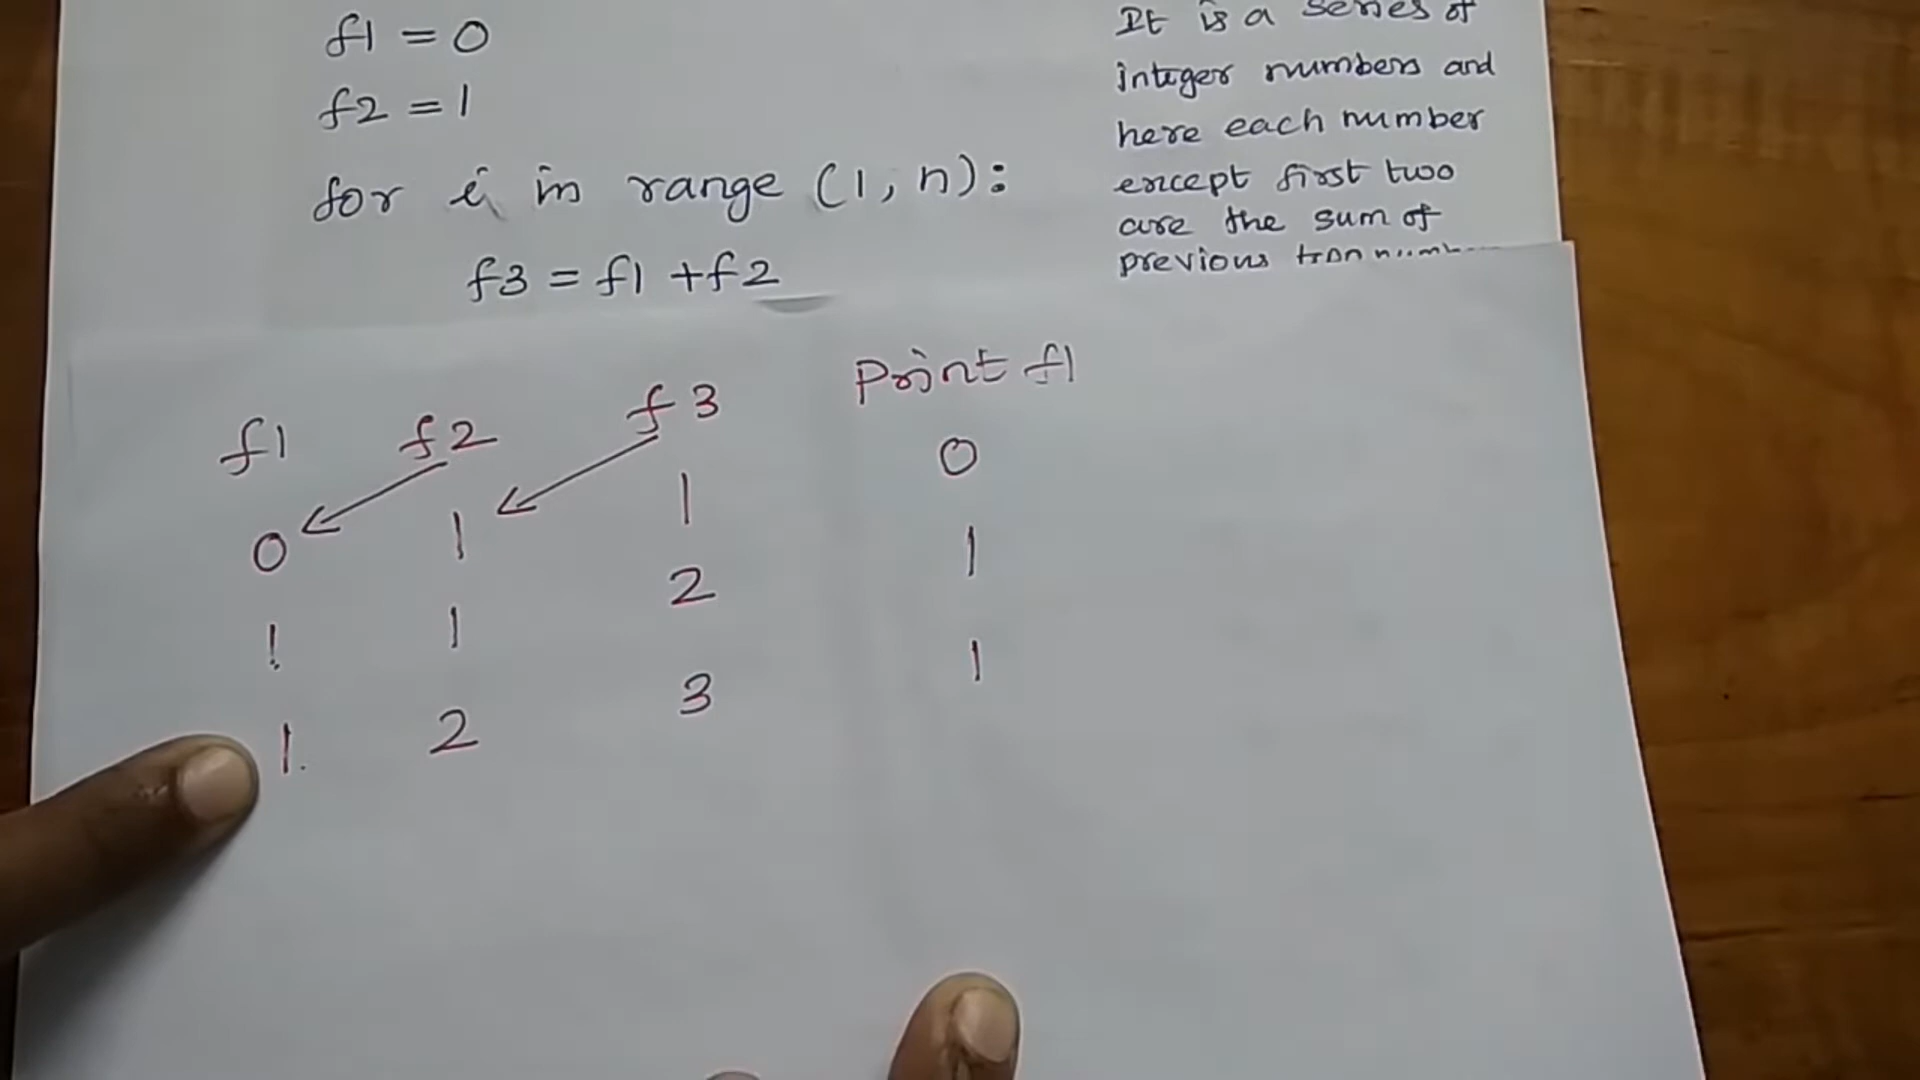 f1 = 0
f2 = 1
for i in range (1, n):
f3 = f1 + f2
It is a series of
integer numbers and
here each number
except first two
are the sum of
previous
f1 f2 f3 Print f1
0 1 1 0
1 1 2 1
1 2 3 1